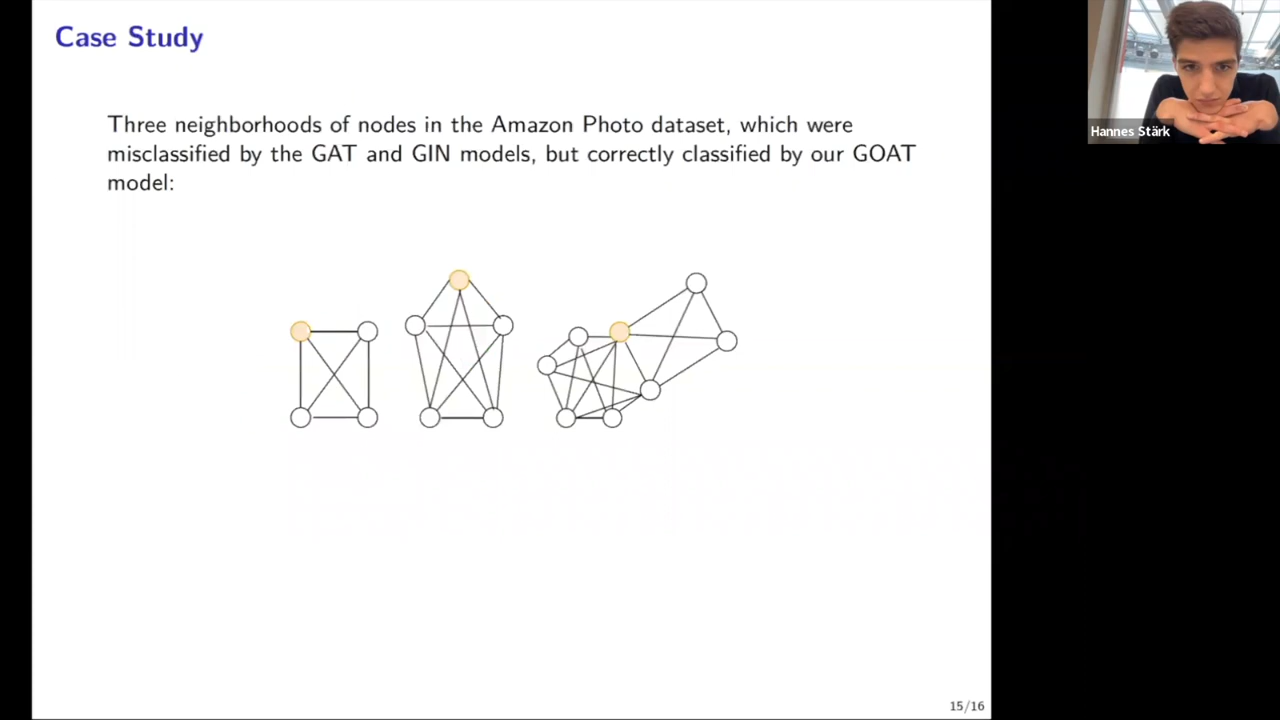 Case Study
Three neighborhoods of nodes in the Amazon Photo dataset, which were
misclassified by the GAT and GIN models, but correctly classified by our GOAT
model:
Hannes Stärk
15/16